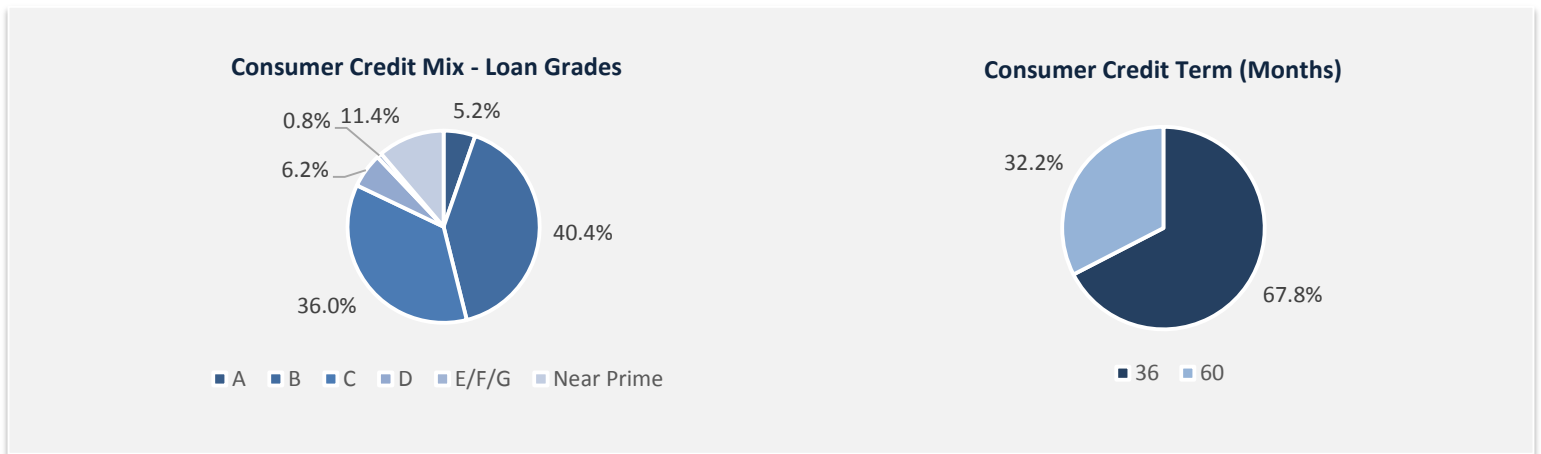 Consumer Credit Mix - Loan Grades
0.8% 11.4% 5.2%
6.2%
40.4%
36.0%
A B C D E/F/G Near Prime
Consumer Credit Term (Months)
32.2%
67.8%
36 60